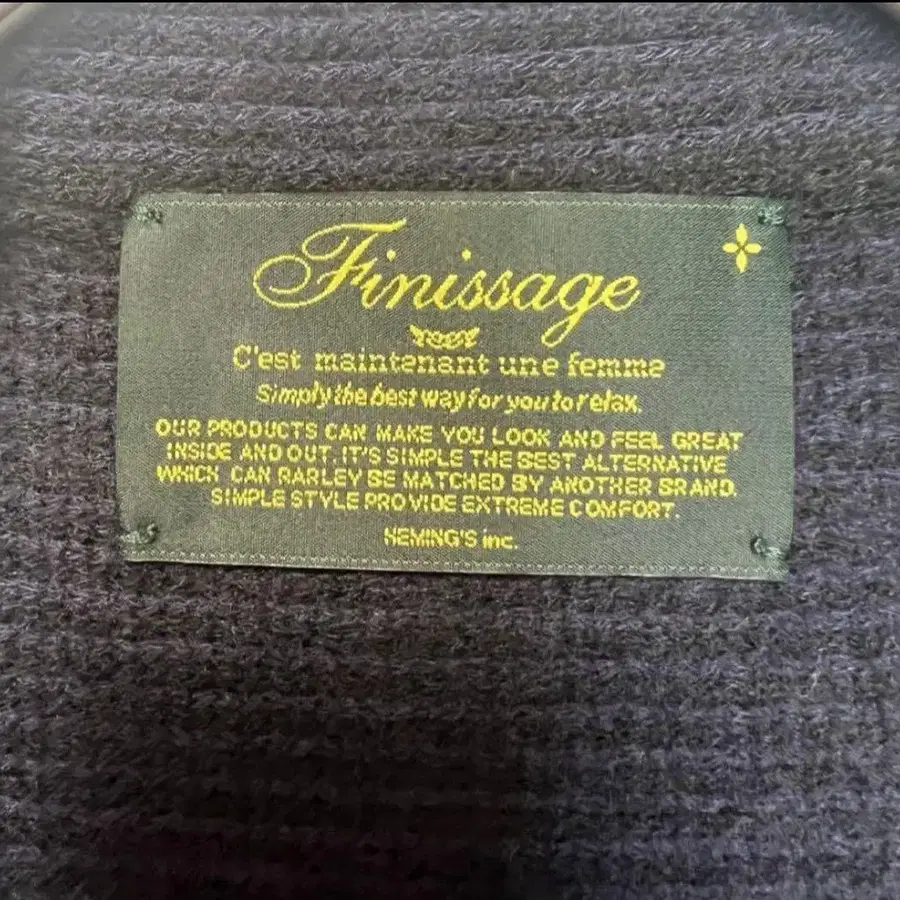 Finissage
C'est maintenant une femme
Simply the best way for you to relax.
OUR PRODUCTS CAN MAKE YOU LOOK AND FEEL GREAT
INSIDE AND OUT. IT'S SIMPLE THE BEST ALTERNATIVE
WHICH CAN RARLEY BE MATCHED BY ANOTHER BRAND.
SIMPLE STYLE PROVIDE EXTREME COMFORT.
HEMING'S inc.